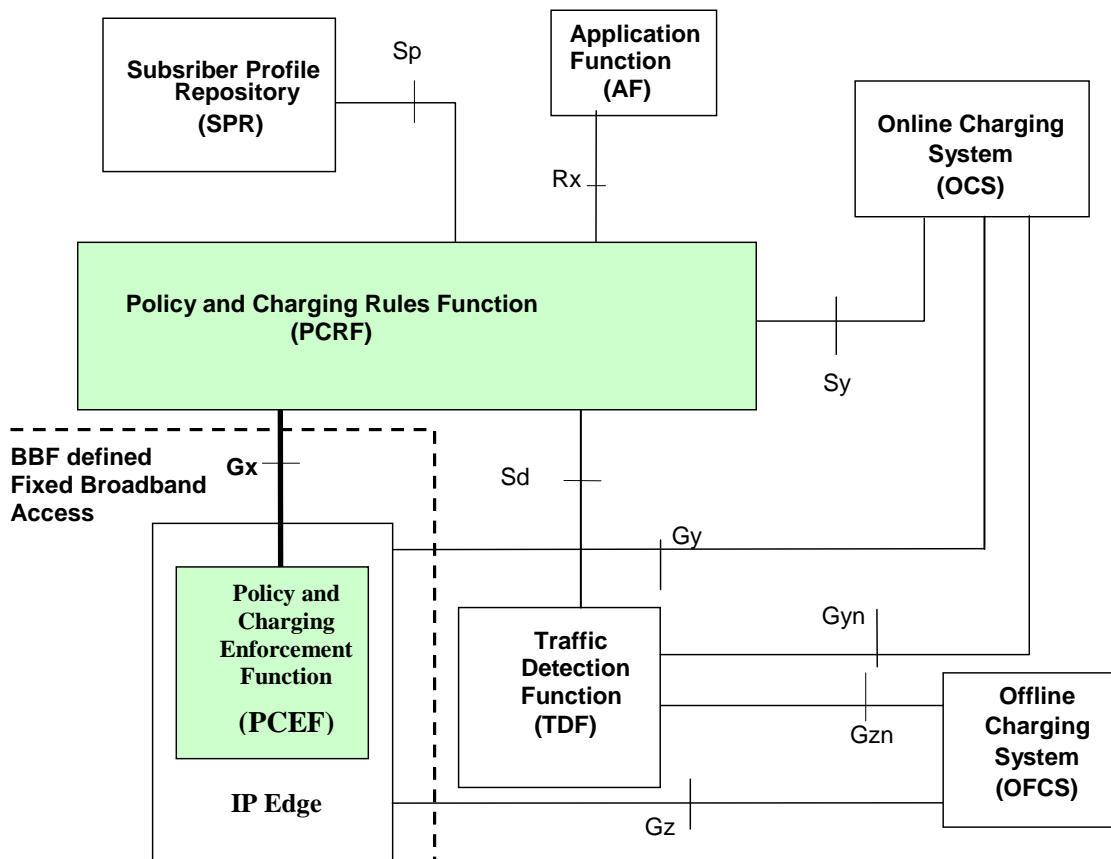 Subsriber Profile
Repository
(SPR)
Sp
Application
Function
(AF)
Rx
Online Charging
System
(OCS)
Policy and Charging Rules Function
(PCRF)
Sy
BBF defined
Fixed Broadband
Access
Gx
Sd
Gy
Policy and
Charging
Enforcement
Function
(PCEF)
IP Edge
Traffic
Detection
Function
(TDF)
Gyn
Gzn
Offline
Charging
System
(OFCS)
Gz